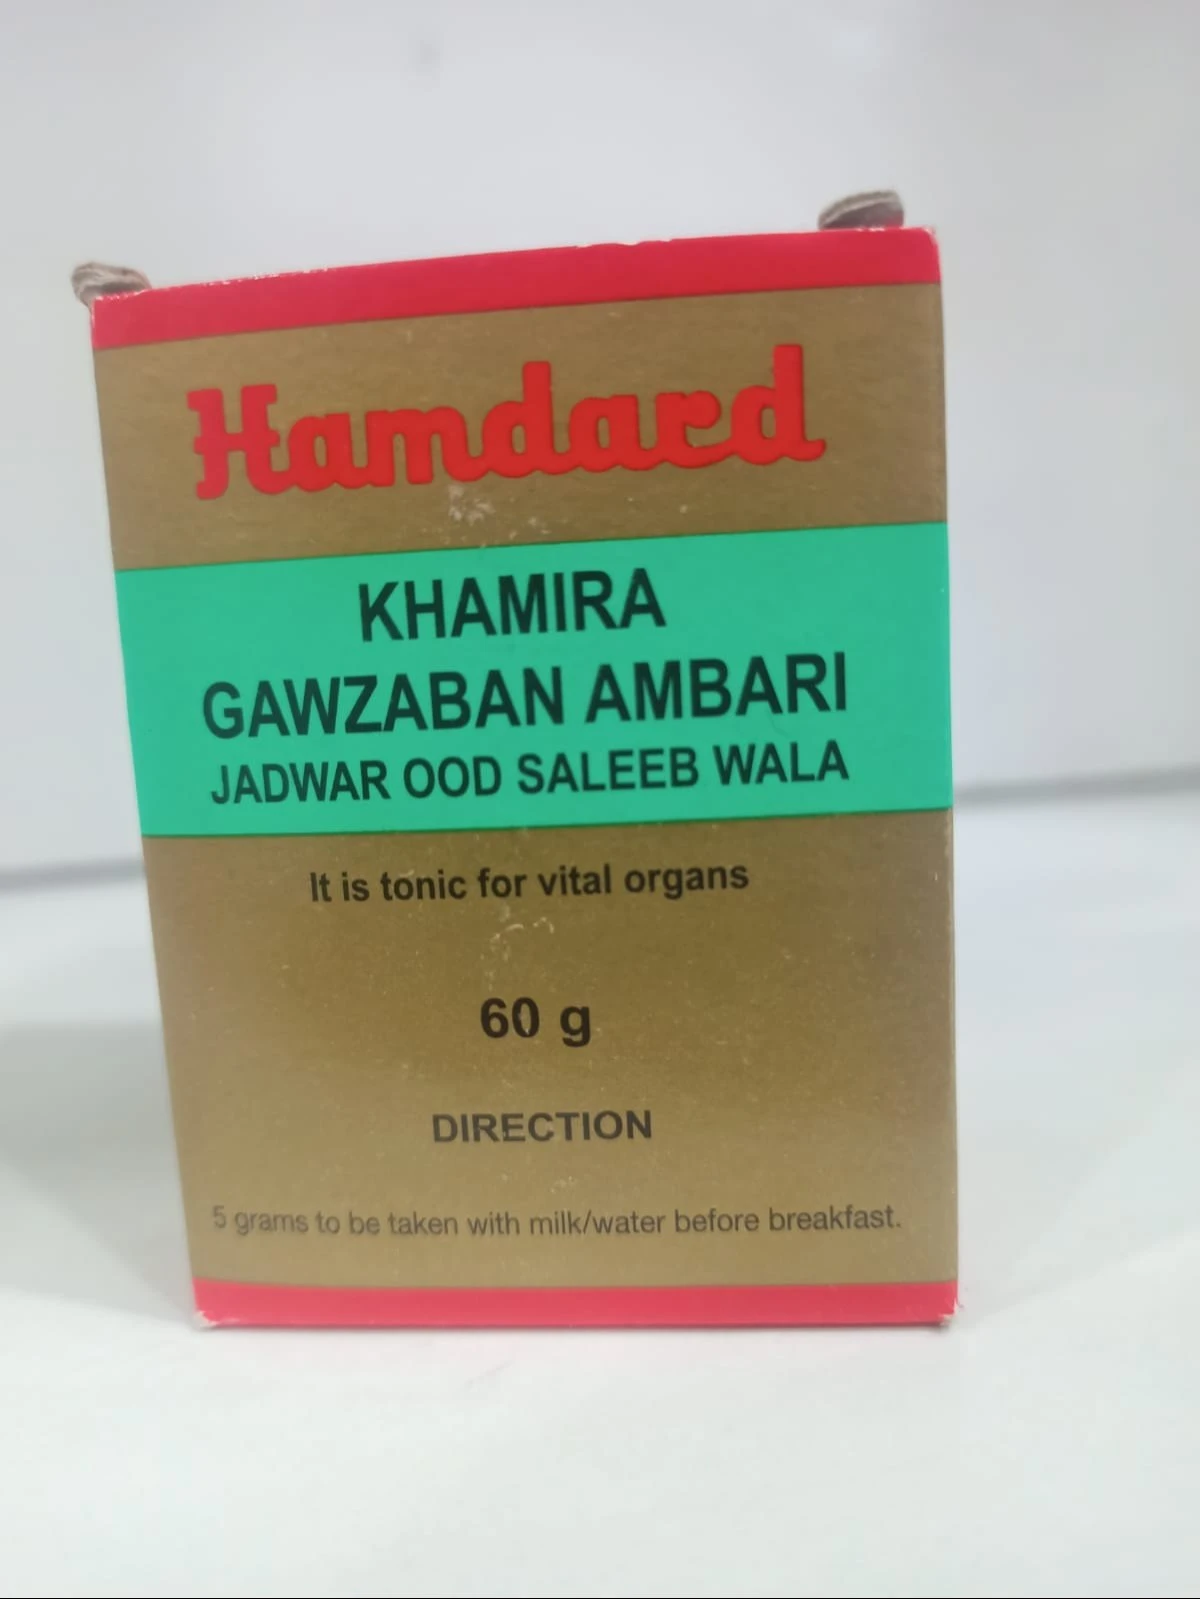 Hamdard
KHAMIRA
GAWZABAN AMBARI
JADWAR OOD SALEEB WALA
It is tonic for vital organs
60 g
DIRECTION
5 grams to be taken with milk/water before breakfast.